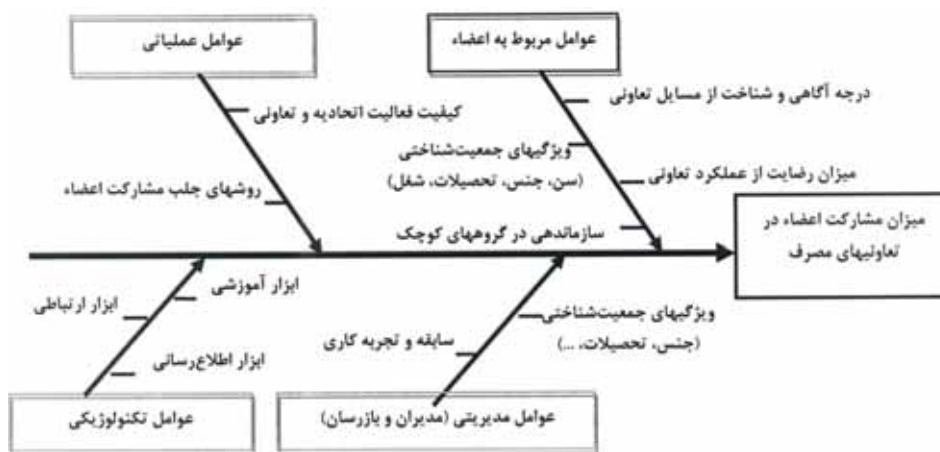 عوامل مربوط به اعضاء
عوامل عملیاتی
درجه آگاهی و شناخت از مسایل تعاونی
کیفیت فعالیت اتحادیه و تعاونی
ویژگیهای جمعیت‌شناختی
(سن، جنس، تحصیلات، شغل)
میزان رضایت از عملکرد تعاونی
روشهای جلب مشارکت اعضاء
سازماندهی در گروههای کوچک
میزان مشارکت اعضاء در
تعاونیهای مصرف
ابزار آموزشی
ابزار ارتباطی
ویژگیهای جمعیت‌شناختی
(جنس، تحصیلات، ...)
سابقه و تجربه کاری
ابزار اطلاع‌رسانی
عوامل مدیریتی (مدیران و بازرسان)
عوامل تکنولوژیکی